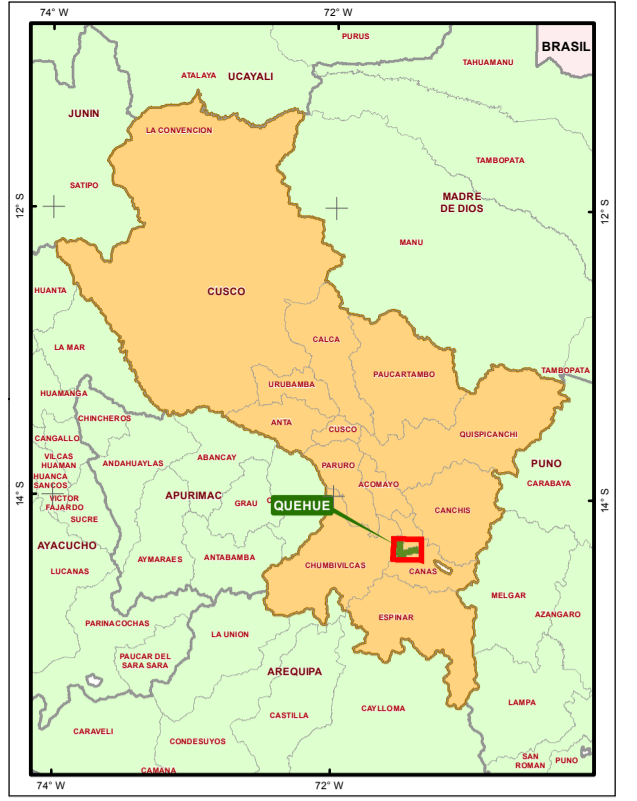 74° W
72° W
PURUS
BRASIL
TAHUAMANU
ATALAYA
UCAYALI
JUNIN
LA CONVENCION
TAMBOPATA
SATIPO
MADRE
DE DIOS
12° S
12° S
MANU
HUANTA
CUSCO
CALCA
LA MAR
PAUCARTAMBO
TAMBOPATA
URUBAMBA
HUAMANGA
CHINCHEROS
ANTA
CUSCO
QUISPICANCHI
CANGALLO
VILCAS
HUAMAN
ABANCAY
ANDAHUAYLAS
PARURO
PUNO
HUANCA
SANCOS
ACOMAYO
CARABAYA
14° S
14° S
APURIMAC
VICTOR
FAJARDO
GRAU
C
QUEHUE
CANCHIS
SUCRE
AYACUCHO
AYMARAES
ANTABAMBA
CHUMBIVILCAS
CANAS
LUCANAS
MELGAR
PARINACOCHAS
ESPINAR
AZANGARO
LA UNION
PAUCAR DEL
SARA SARA
AREQUIPA
CASTILLA
CAYLLOMA
LAMPA
CARAVELI
CONDESUYOS
SAN
ROMAN
PUNO
CAMANA
74° W
72° W